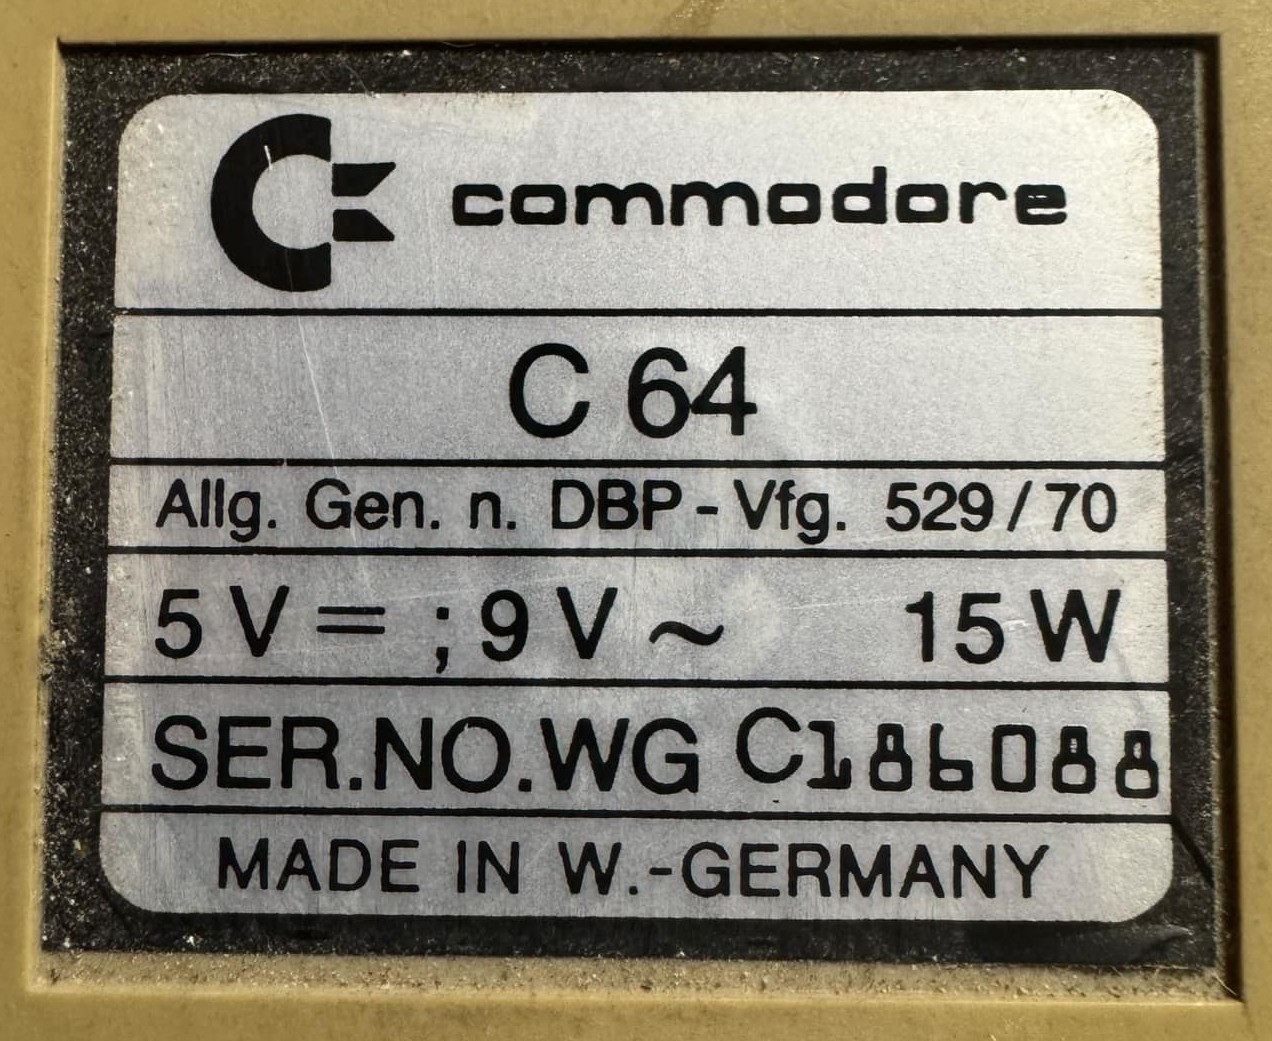 commodore
C 64
Allg. Gen. n. DBP - Vfg. 529/70
5 V = ; 9 V ~ 15 W
SER.NO.WG C186088
MADE IN W.-GERMANY